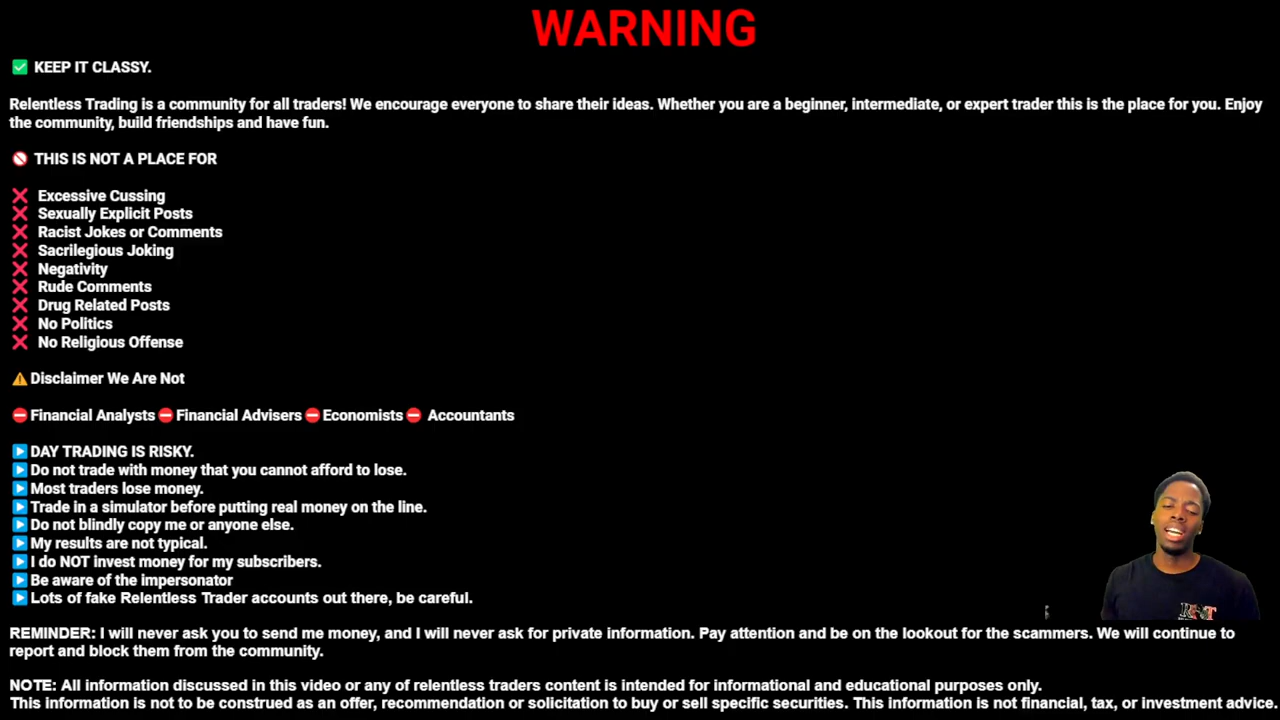 WARNING
✅ KEEP IT CLASSY.
Relentless Trading is a community for all traders! We encourage everyone to share their ideas. Whether you are a beginner, intermediate, or expert trader this is the place for you. Enjoy
the community, build friendships and have fun.
🚫 THIS IS NOT A PLACE FOR
❌ Excessive Cussing
❌ Sexually Explicit Posts
❌ Racist Jokes or Comments
❌ Sacrilegious Joking
❌ Negativity
❌ Rude Comments
❌ Drug Related Posts
❌ No Politics
❌ No Religious Offense
⚠️Disclaimer We Are Not
⛔Financial Analysts⛔ Financial Advisers⛔Economists⛔ Accountants
▶️DAY TRADING IS RISKY.
▶️Do not trade with money that you cannot afford to lose.
▶️Most traders lose money.
▶️Trade in a simulator before putting real money on the line.
▶️Do not blindly copy me or anyone else.
▶️My results are not typical.
▶️I do NOT invest money for my subscribers.
▶️Be aware of the impersonator
▶️Lots of fake Relentless Trader accounts out there, be careful.
REMINDER: I will never ask you to send me money, and I will never ask for private information. Pay attention and be on the lookout for the scammers. We will continue to
report and block them from the community.
NOTE: All information discussed in this video or any of relentless traders content is intended for informational and educational purposes only.
This information is not to be construed as an offer, recommendation or solicitation to buy or sell specific securities. This information is not financial, tax, or investment advice.